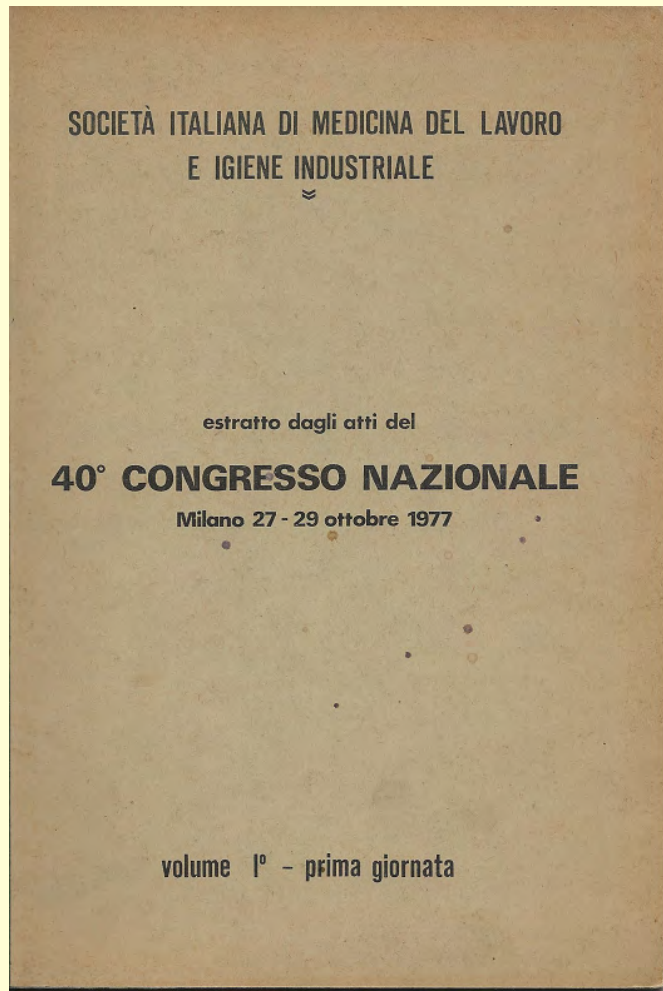 SOCIETÀ ITALIANA DI MEDICINA DEL LAVORO
E IGIENE INDUSTRIALE
estratto dagli atti del
40° CONGRESSO NAZIONALE
Milano 27 - 29 ottobre 1977
volume I° - prima giornata